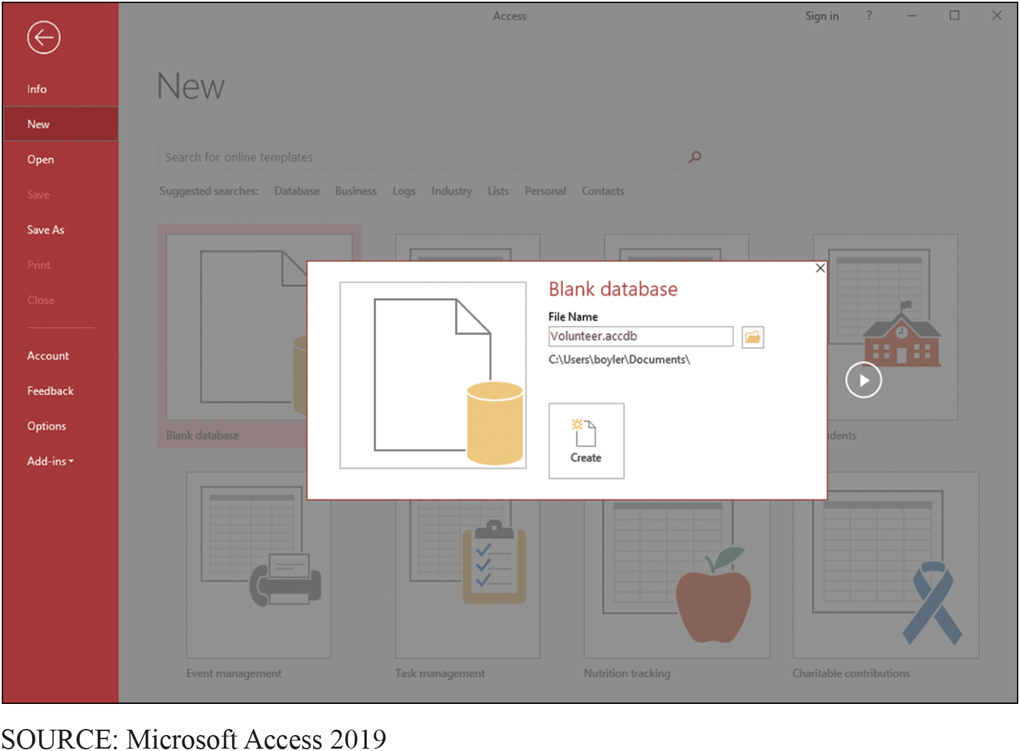 Access
Sign in ?
Info
New
Open
Save
Save As
Print
Close
Account
Feedback
Options
Add-ins
New
Search for online templates
Suggested searches: Database Business Logs Industry Lists Personal Contacts
Blank database
File Name
Volunteer.accdb
C:\Users\boyler\Documents\
Create
Blank database
Event management
Task management
Nutrition tracking
Charitable contributions
SOURCE: Microsoft Access 2019